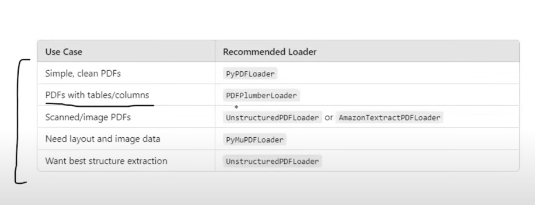 Use Case Recommended Loader
Simple, clean PDFs PyPDFLoader
PDFs with tables/columns PDFPlumberLoader
Scanned/image PDFs UnstructuredPDFLoader or AmazonTextractPDFLoader
Need layout and image data PyMuPDFLoader
Want best structure extraction UnstructuredPDFLoader